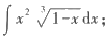 ∫ x² ∛(1−x) dx ;